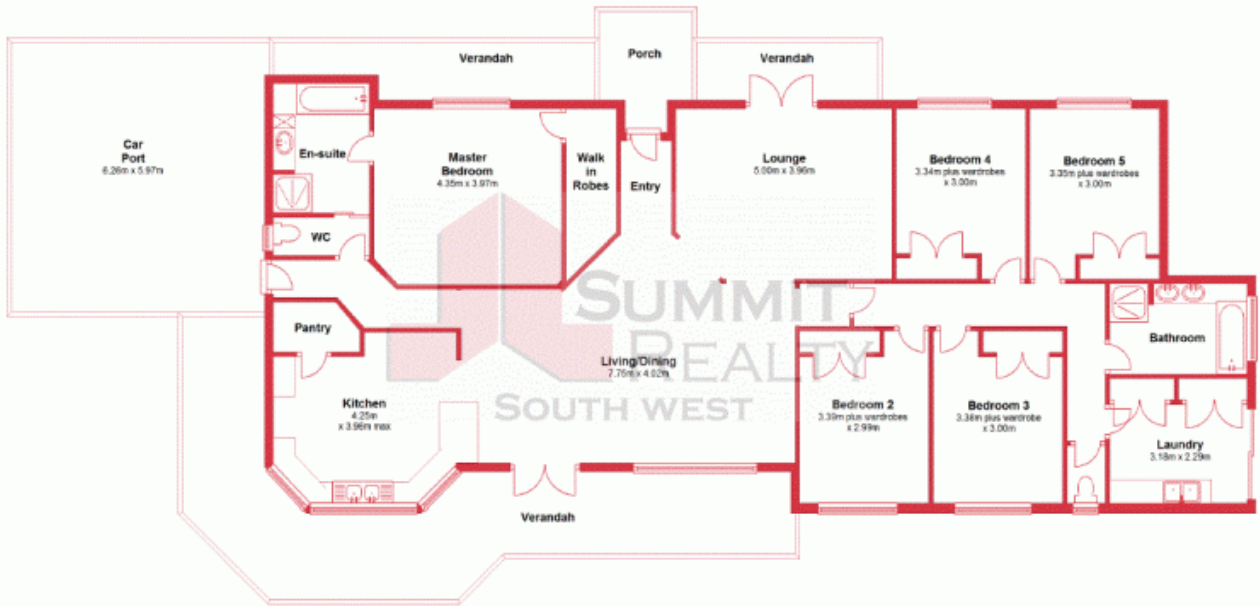 Verandah
Porch
Verandah
Car
Port
6.26m x 5.97m
En-suite
Master
Bedroom
4.35m x 3.97m
Walk
in
Robes
Entry
Lounge
5.00m x 3.96m
Bedroom 4
3.34m plus wardrobes
x 3.00m
Bedroom 5
3.35m plus wardrobes
x 3.00m
WC
SUMMIT
REALTY
SOUTH WEST
Pantry
Living/Dining
7.75m x 4.02m
Bathroom
Kitchen
4.25m
x 3.96m max
Bedroom 2
3.39m plus wardrobes
x 2.99m
Bedroom 3
3.38m plus wardrobe
x 3.00m
Laundry
3.18m x 2.29m
Verandah